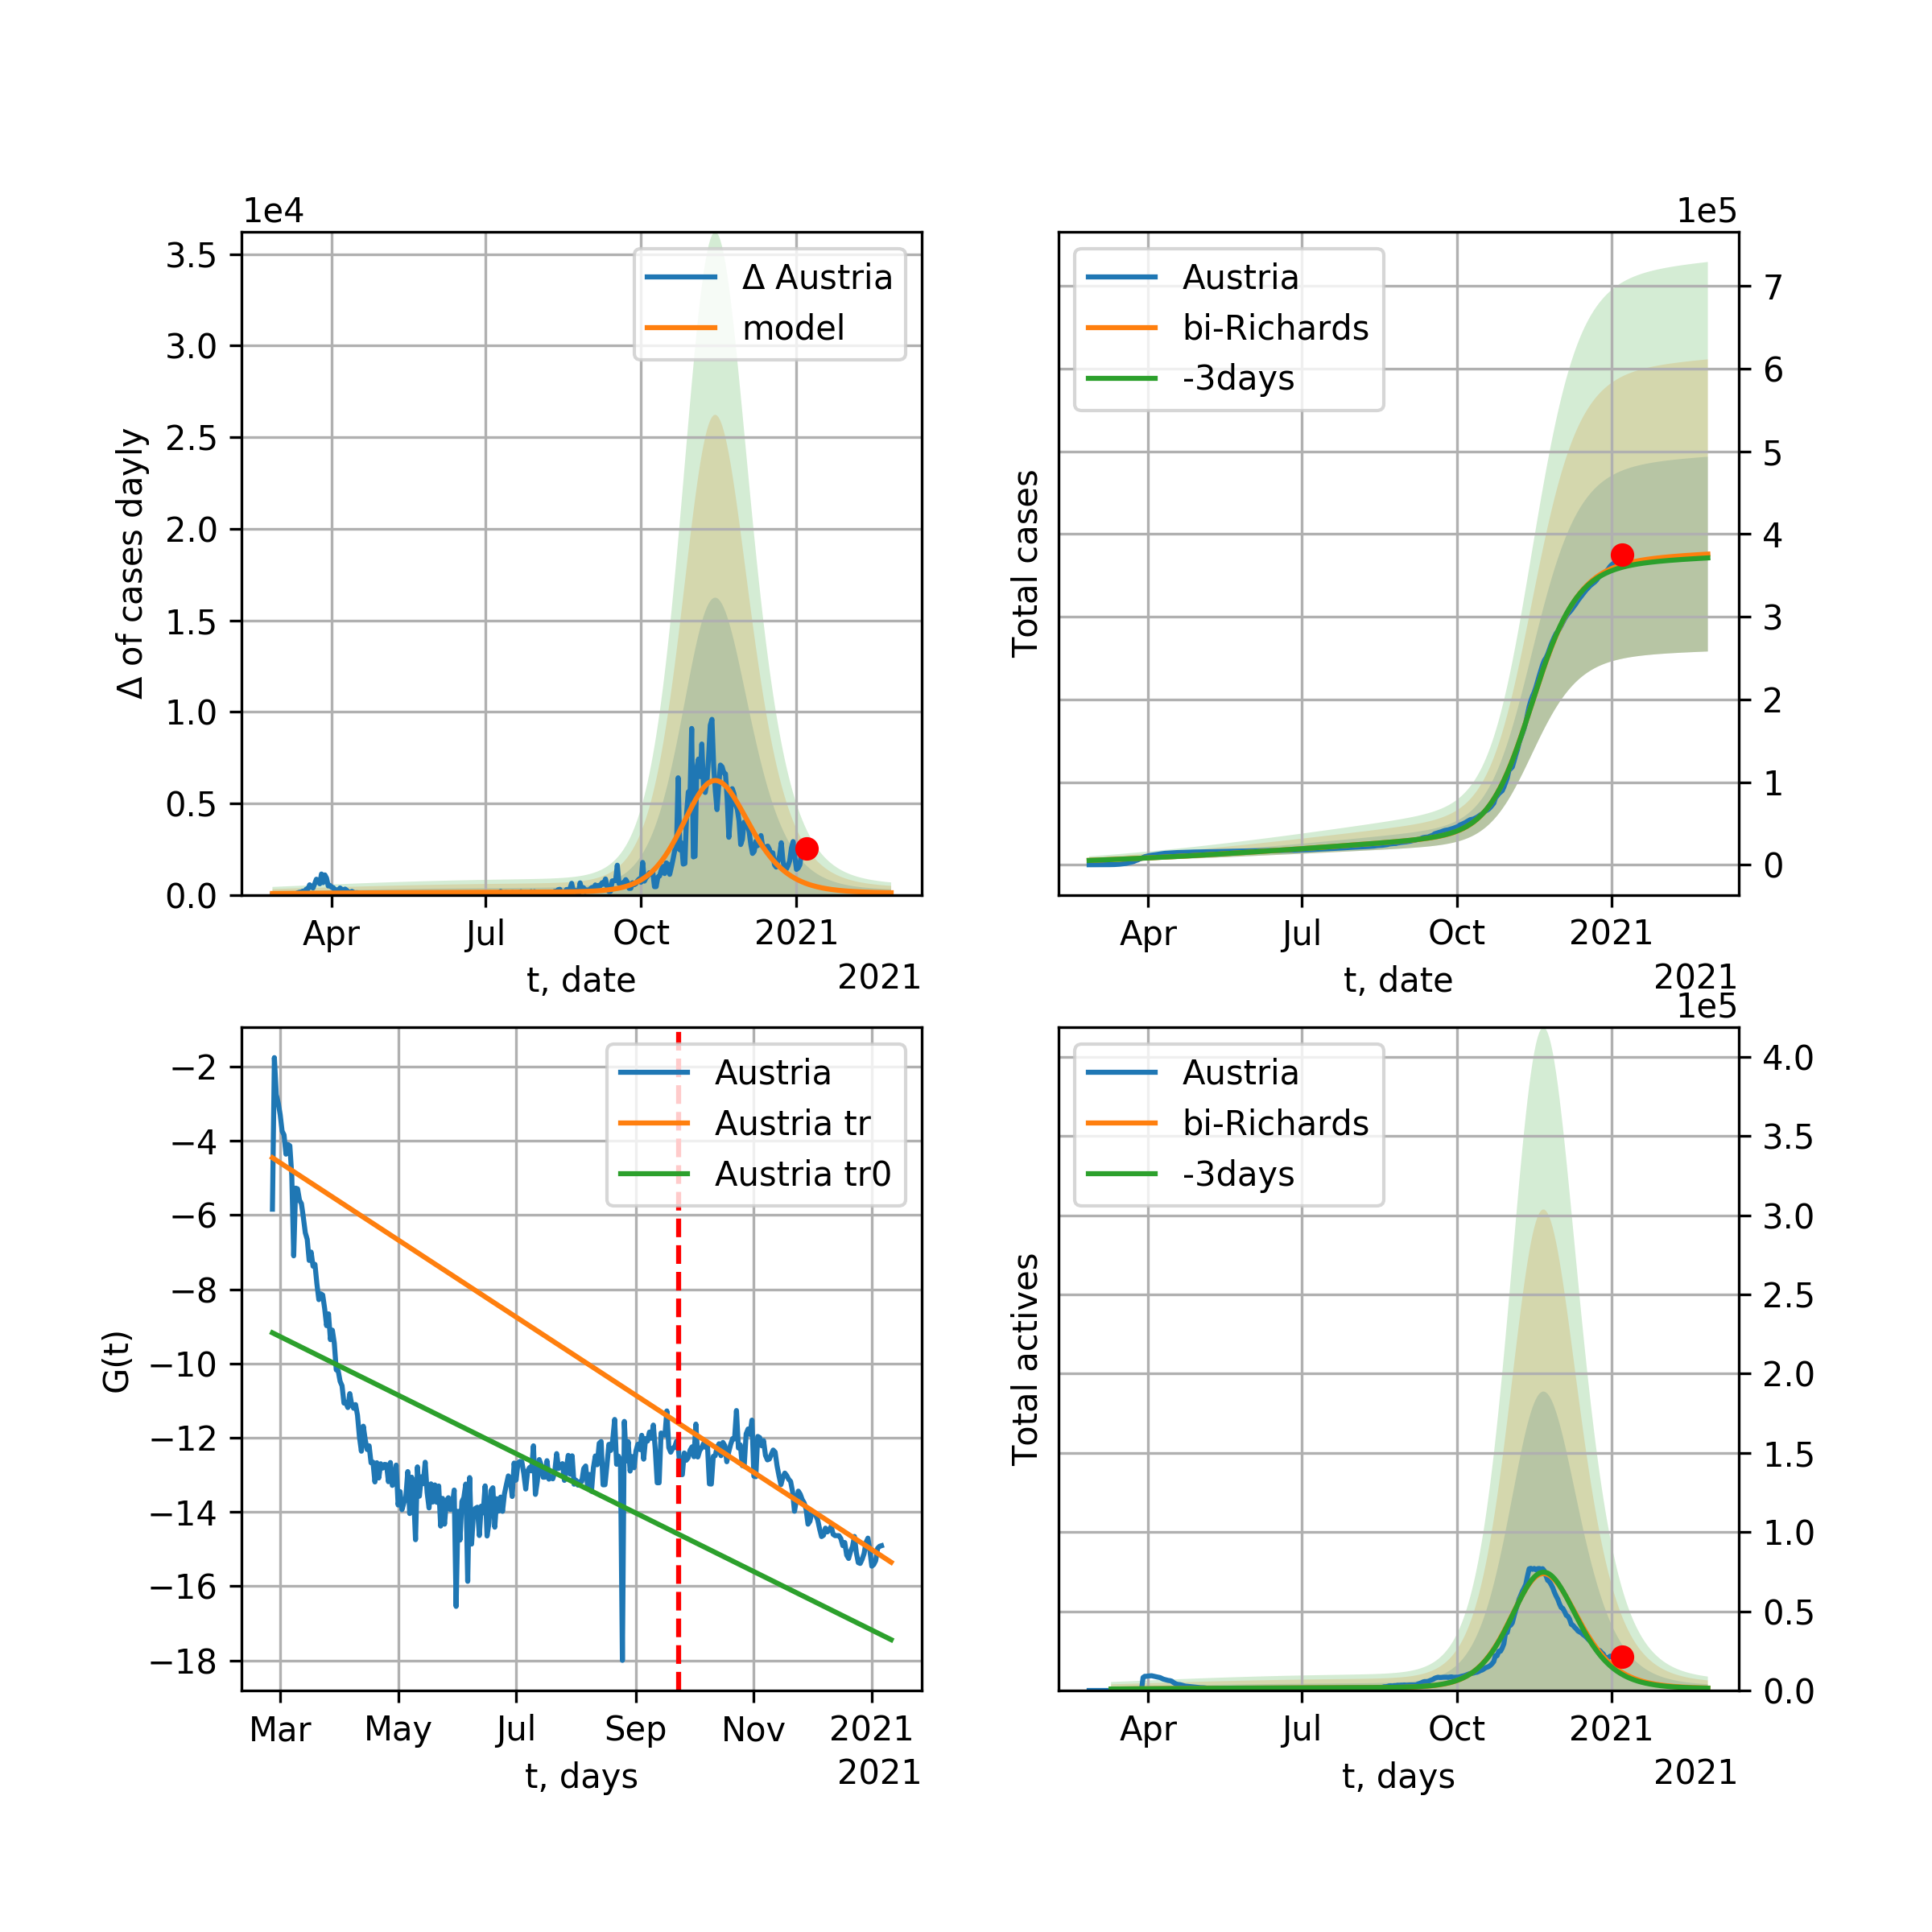 1e4
3.5
3.0
2.5
2.0
1.5
1.0
0.5
0.0
Δ of cases dayly
Δ Austria
model
Apr
Jul
Oct
2021
t, date
2021
1e5
Total cases
Austria
bi-Richards
-3days
7
6
5
4
3
2
1
0
Apr
Jul
Oct
2021
t, date
2021
−2
−4
−6
−8
−10
−12
−14
−16
−18
G(t)
Austria
Austria tr
Austria tr0
Mar
May
Jul
Sep
Nov
2021
t, days
2021
1e5
Total actives
Austria
bi-Richards
-3days
4.0
3.5
3.0
2.5
2.0
1.5
1.0
0.5
0.0
Apr
Jul
Oct
2021
t, days
2021